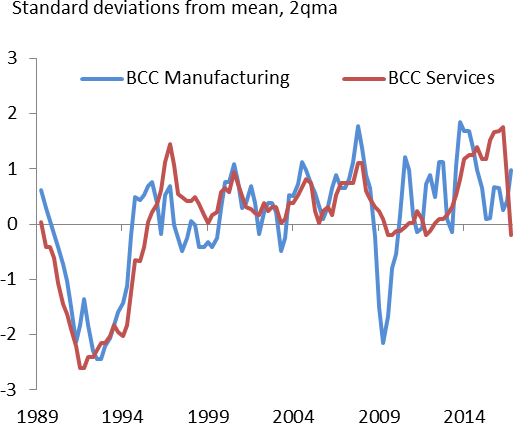 Standard deviations from mean, 2qma
3
BCC Manufacturing BCC Services
2
1
0
-1
-2
-3
1989 1994 1999 2004 2009 2014